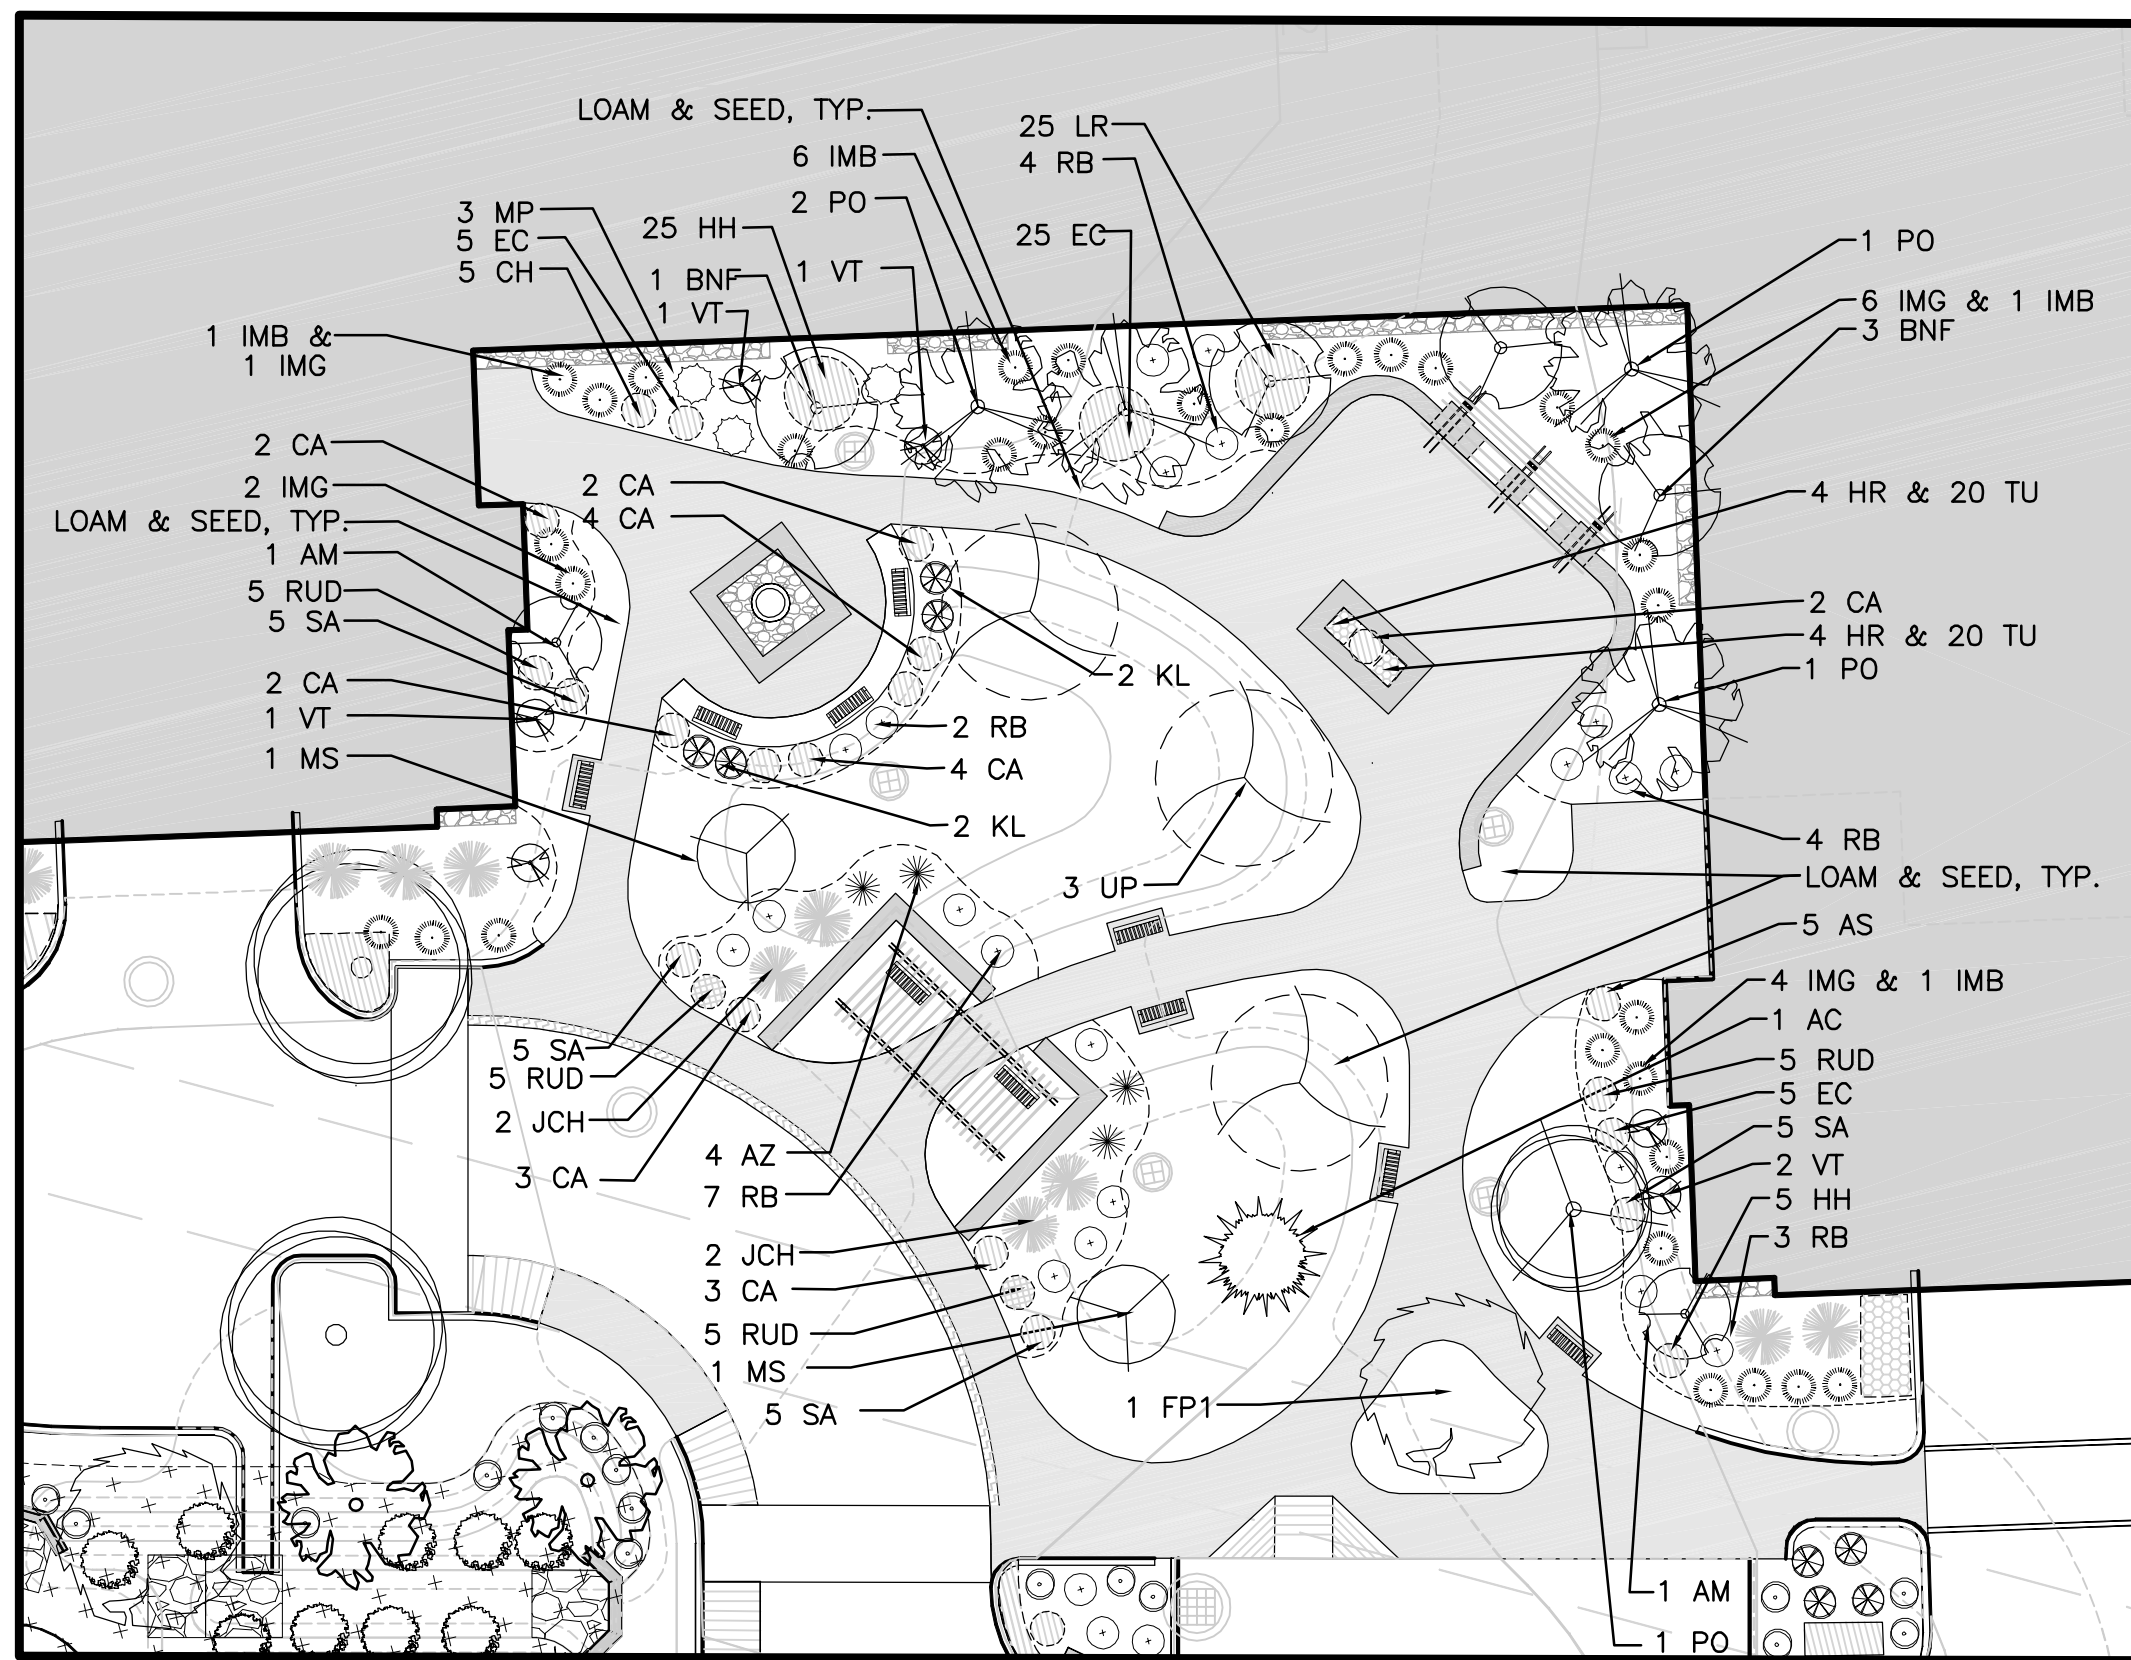 LOAM & SEED, TYP.
6 IMB
2 PO
25 LR
4 RB
3 MP
5 EC
5 CH
25 HH
25 EC
1 BNF
1 VT
1 VT
1 IMB &
1 IMG
1 PO
6 IMG & 1 IMB
3 BNF
2 CA
2 IMG
LOAM & SEED, TYP.
1 AM
5 RUD
5 SA
2 CA
1 VT
1 MS
2 CA
4 CA
4 HR & 20 TU
2 CA
4 HR & 20 TU
1 PO
2 KL
2 RB
4 CA
2 KL
3 UP
4 RB
LOAM & SEED, TYP.
5 AS
4 IMG & 1 IMB
1 AC
5 RUD
5 EC
5 SA
2 VT
5 HH
3 RB
5 SA
5 RUD
2 JCH
3 CA
4 AZ
7 RB
2 JCH
3 CA
5 RUD
1 MS
5 SA
1 FP1
1 AM
1 PO